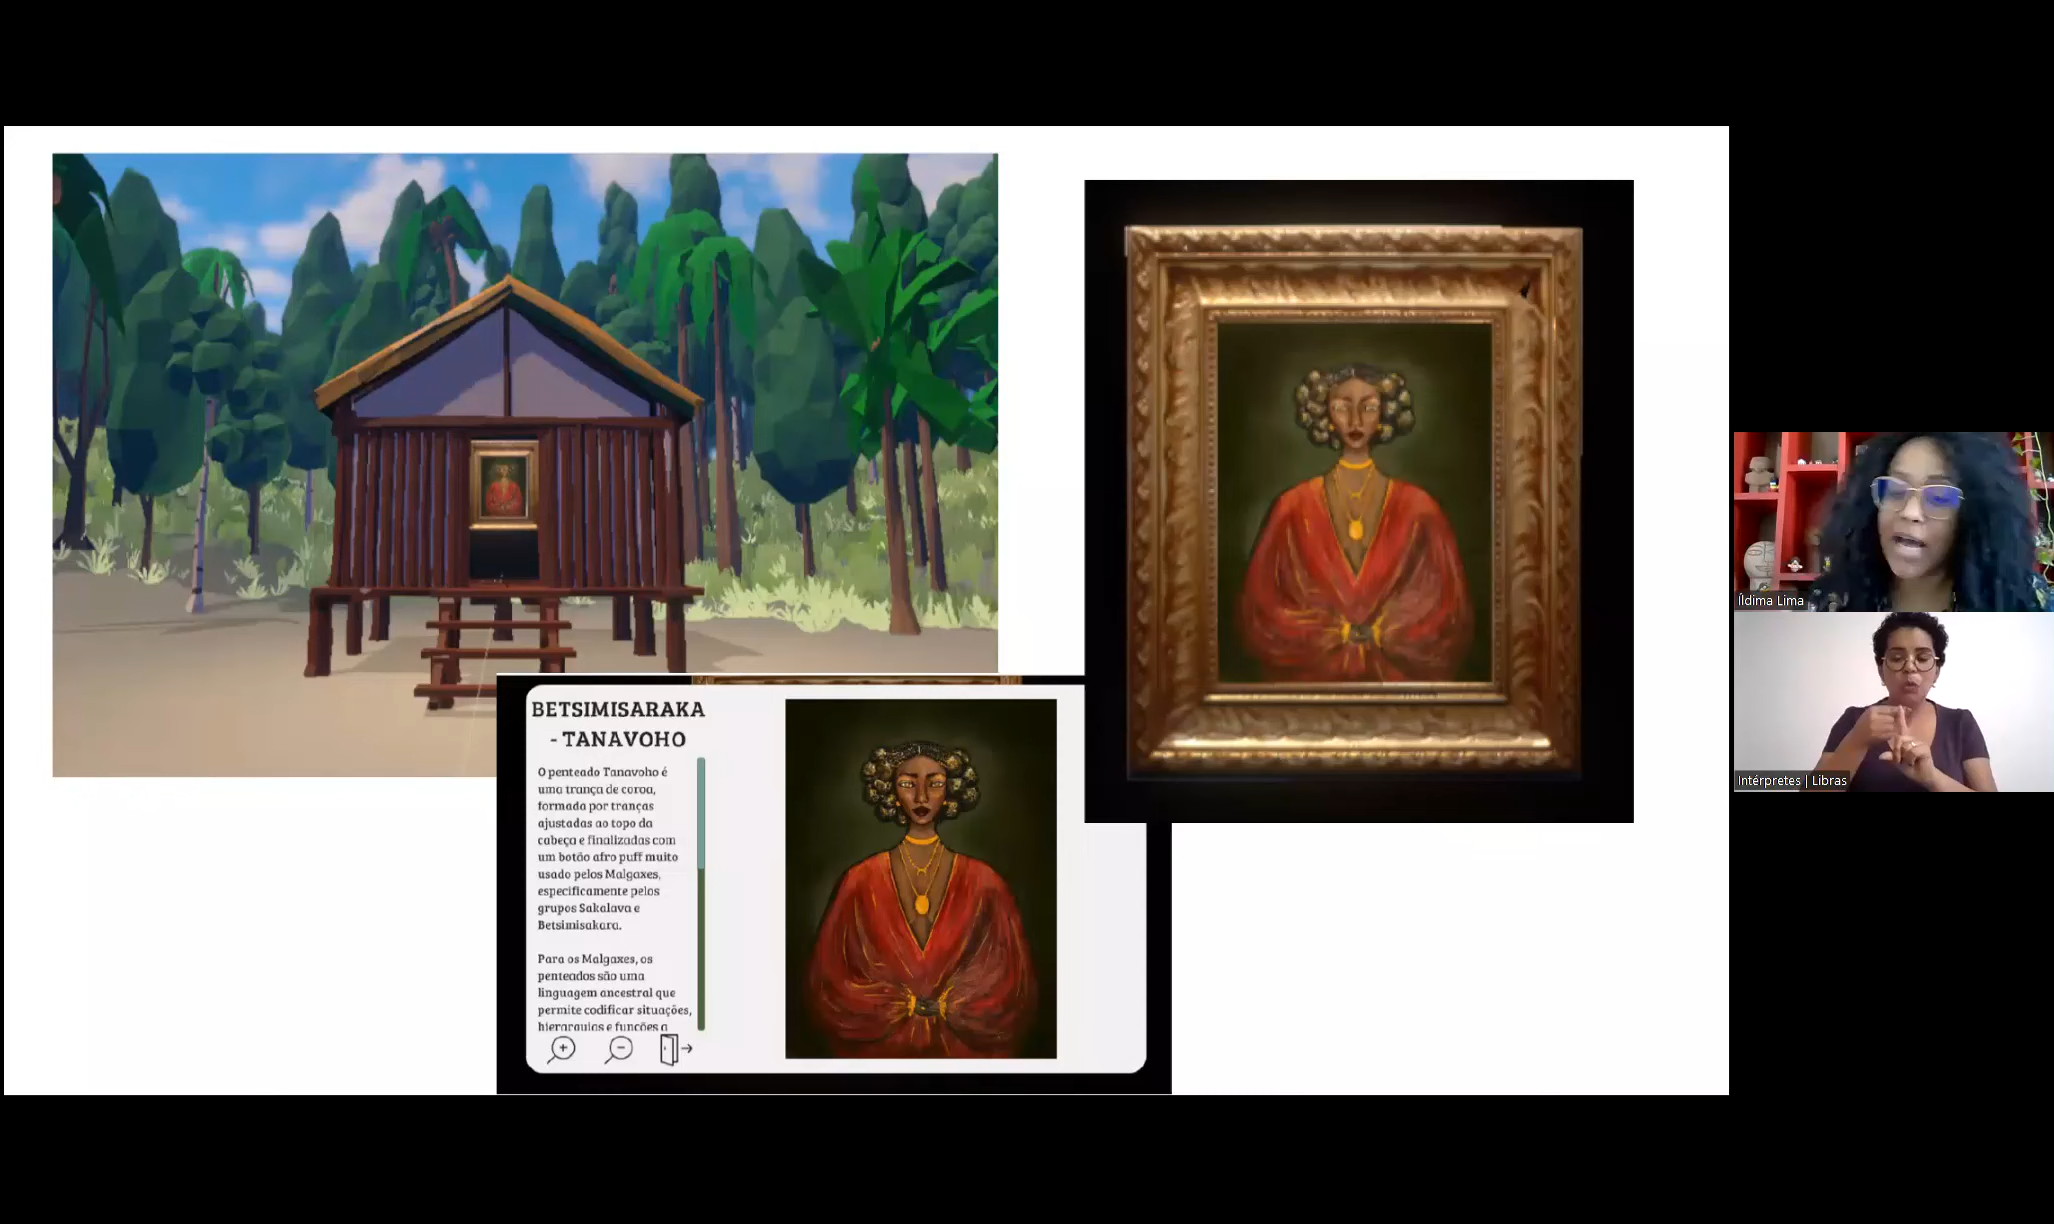 BETSIMISARAKA
- TANAVOHO
O penteado Tanavoho é
uma trança de coroa,
formada por tranças
ajustadas ao topo da
cabeça e finalizadas com
um botão afro puff muito
usado pelos Malgaxes,
especificamente pelos
grupos Sakalava e
Betsimisakara.
Para os Malgaxes, os
penteados são uma
linguagem ancestral que
permite codificar situações,
hierarquias e funções a
Ildima Lima
Intérpretes | Libras